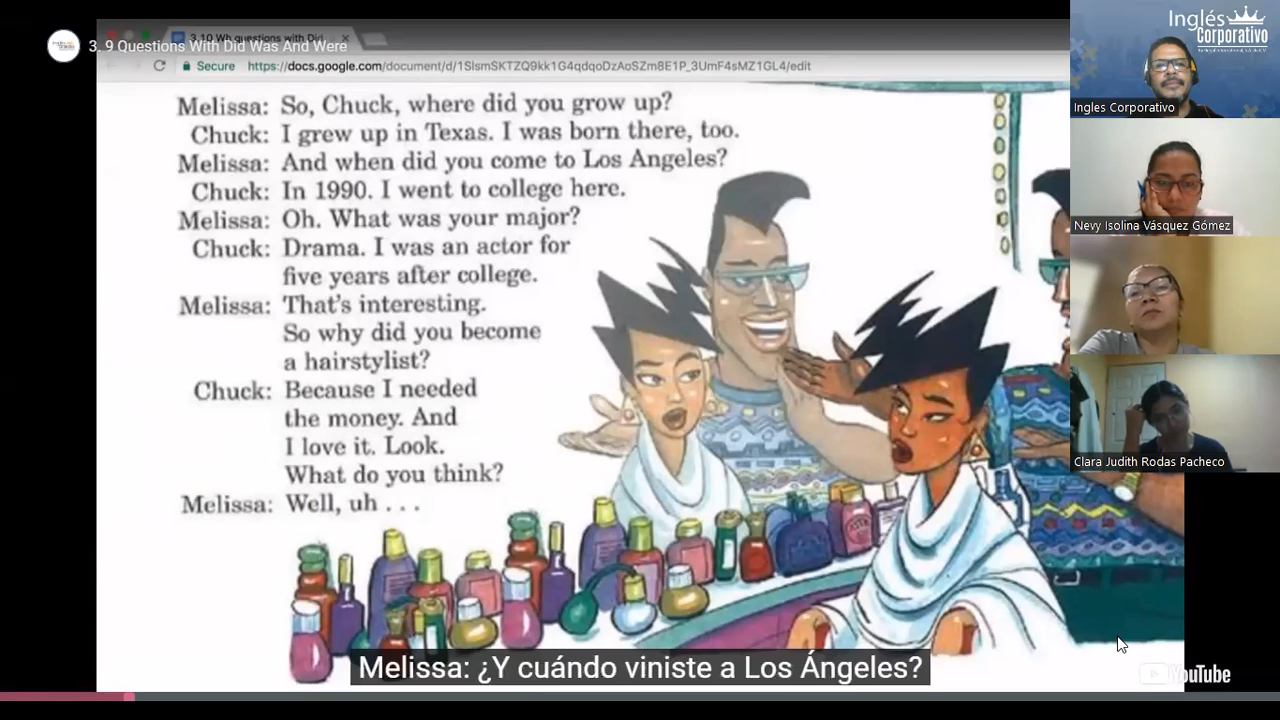 3. 9 Questions With Did Was And Were
3.10 Wh questions with Did
Secure
https://docs.google.com/document/d/1SlsmSKTZQ9kk1G4qdqoDzAoSZm8E1P_3UmF4sMZ1GL4/edit
Melissa: So, Chuck, where did you grow up?
Chuck: I grew up in Texas. I was born there, too.
Melissa: And when did you come to Los Angeles?
Chuck: In 1990. I went to college here.
Melissa: Oh. What was your major?
Chuck: Drama. I was an actor for
five years after college.
Melissa: That's interesting.
So why did you become
a hairstylist?
Chuck: Because I needed
the money. And
I love it. Look.
What do you think?
Melissa: Well, uh . . .
Melissa: ¿Y cuándo viniste a Los Ángeles?
YouTube
Inglés
Corporativo
Ingles Corporativo
Nevy Isolina Vásquez Gómez
Clara Judith Rodas Pacheco